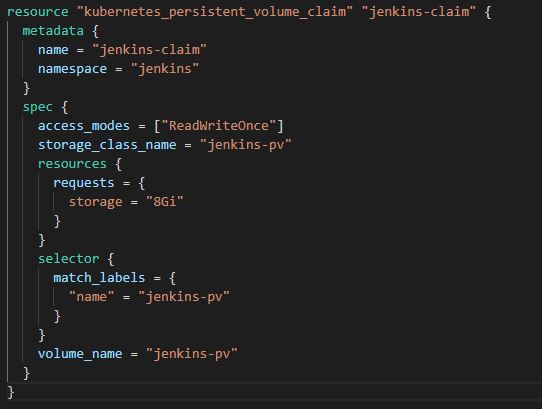 resource "kubernetes_persistent_volume_claim" "jenkins-claim" {
  metadata {
    name = "jenkins-claim"
    namespace = "jenkins"
  }
  spec {
    access_modes = ["ReadWriteOnce"]
    storage_class_name = "jenkins-pv"
    resources {
      requests = {
        storage = "8Gi"
      }
    }
    selector {
      match_labels = {
        "name" = "jenkins-pv"
      }
    }
    volume_name = "jenkins-pv"
  }
}